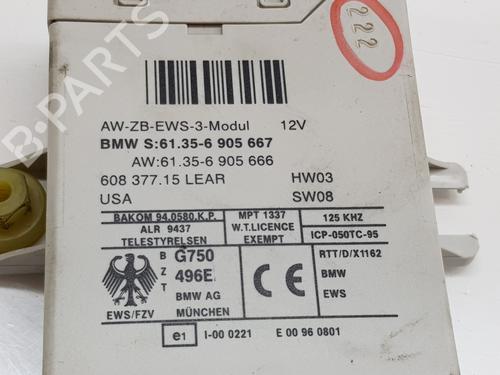 222
AW-ZB-EWS-3-Modul 12V
BMW S:61.35-6 905 667
AW:61.35-6 905 666
608 377.15 LEAR HW03
USA SW08
BAKOM 94.0580.K.P. MPT 1337 125 KHZ
ALR 9437 W.T.LICENCE ICP-050TC-95
TELESTYRELSEN EXEMPT
B G750 RTT/D/X1162
Z 496E BMW
T BMW AG EWS
EWS/FZV MÜNCHEN
CE
e1 I-00 0221 E 00 96 0801
B-PARTS